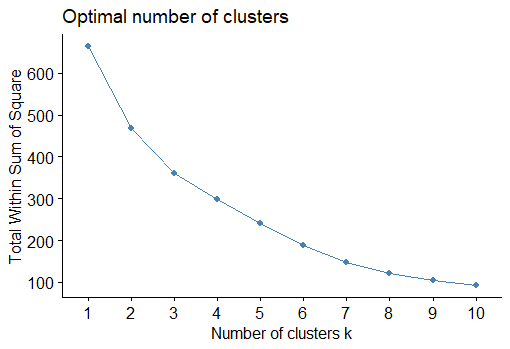 Optimal number of clusters
Total Within Sum of Square
600
500
400
300
200
100
1 2 3 4 5 6 7 8 9 10
Number of clusters k